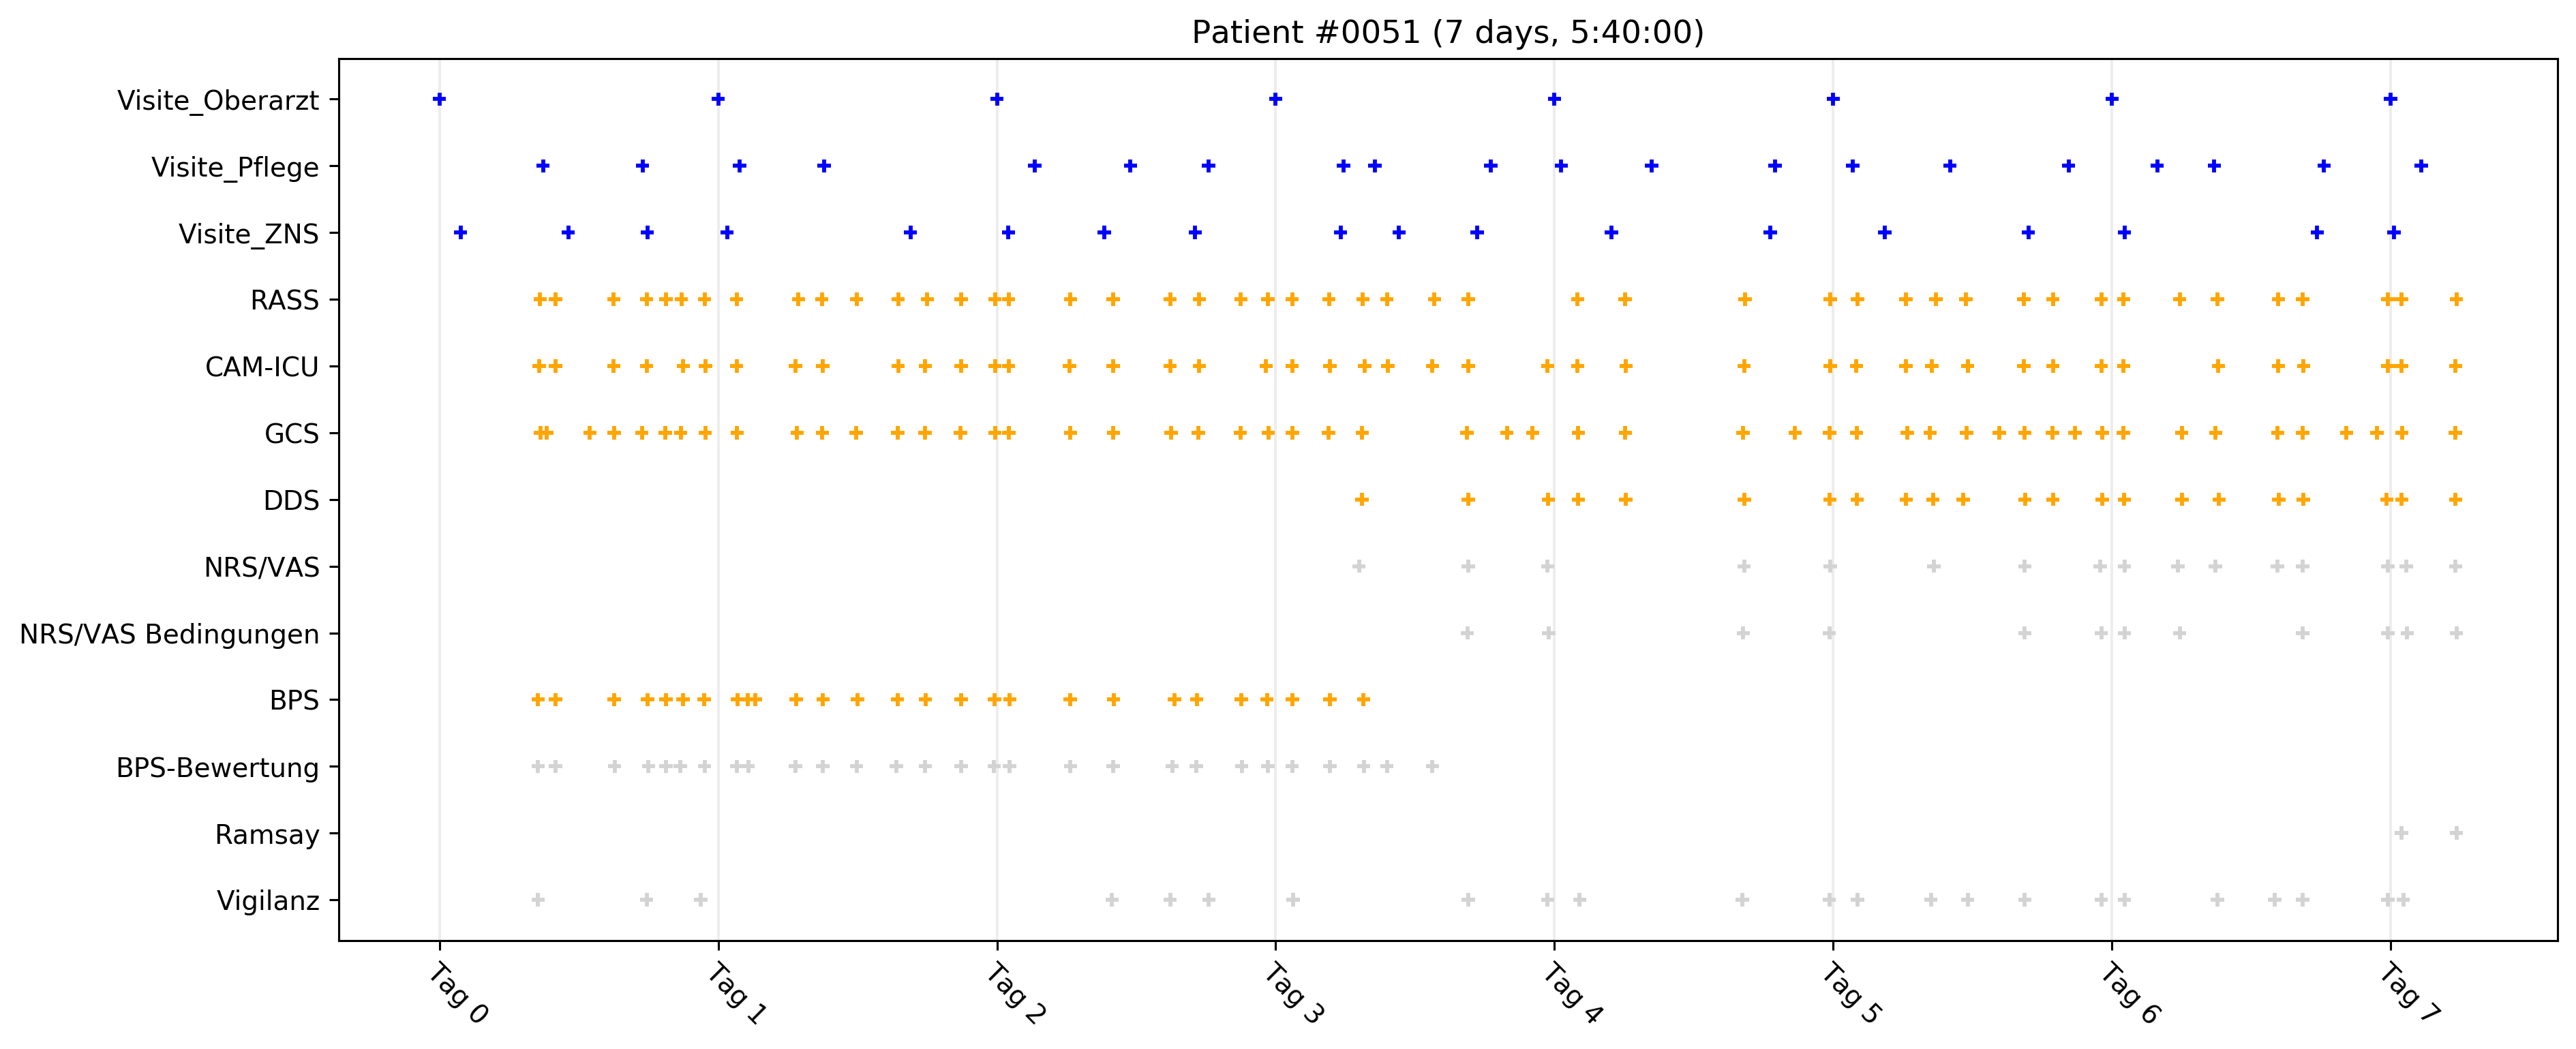 Patient #0051 (7 days, 5:40:00)
Visite_Oberarzt
Visite_Pflege
Visite_ZNS
RASS
CAM-ICU
GCS
DDS
NRS/VAS
NRS/VAS Bedingungen
BPS
BPS-Bewertung
Ramsay
Vigilanz
Tag 0
Tag 1
Tag 2
Tag 3
Tag 4
Tag 5
Tag 6
Tag 7